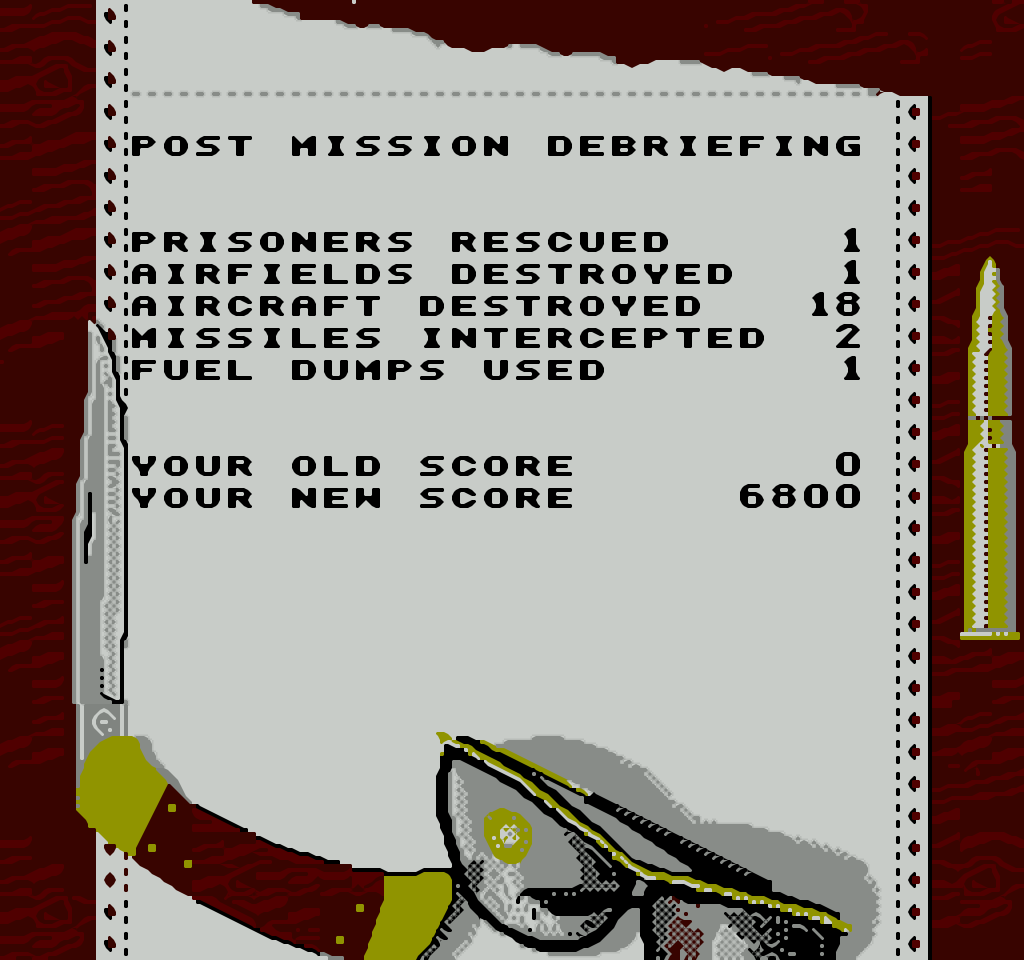 POST MISSION DEBRIEFING
PRISONERS RESCUED 1
AIRFIELDS DESTROYED 1
AIRCRAFT DESTROYED 18
MISSILES INTERCEPTED 2
FUEL DUMPS USED 1
YOUR OLD SCORE 0
YOUR NEW SCORE 6800